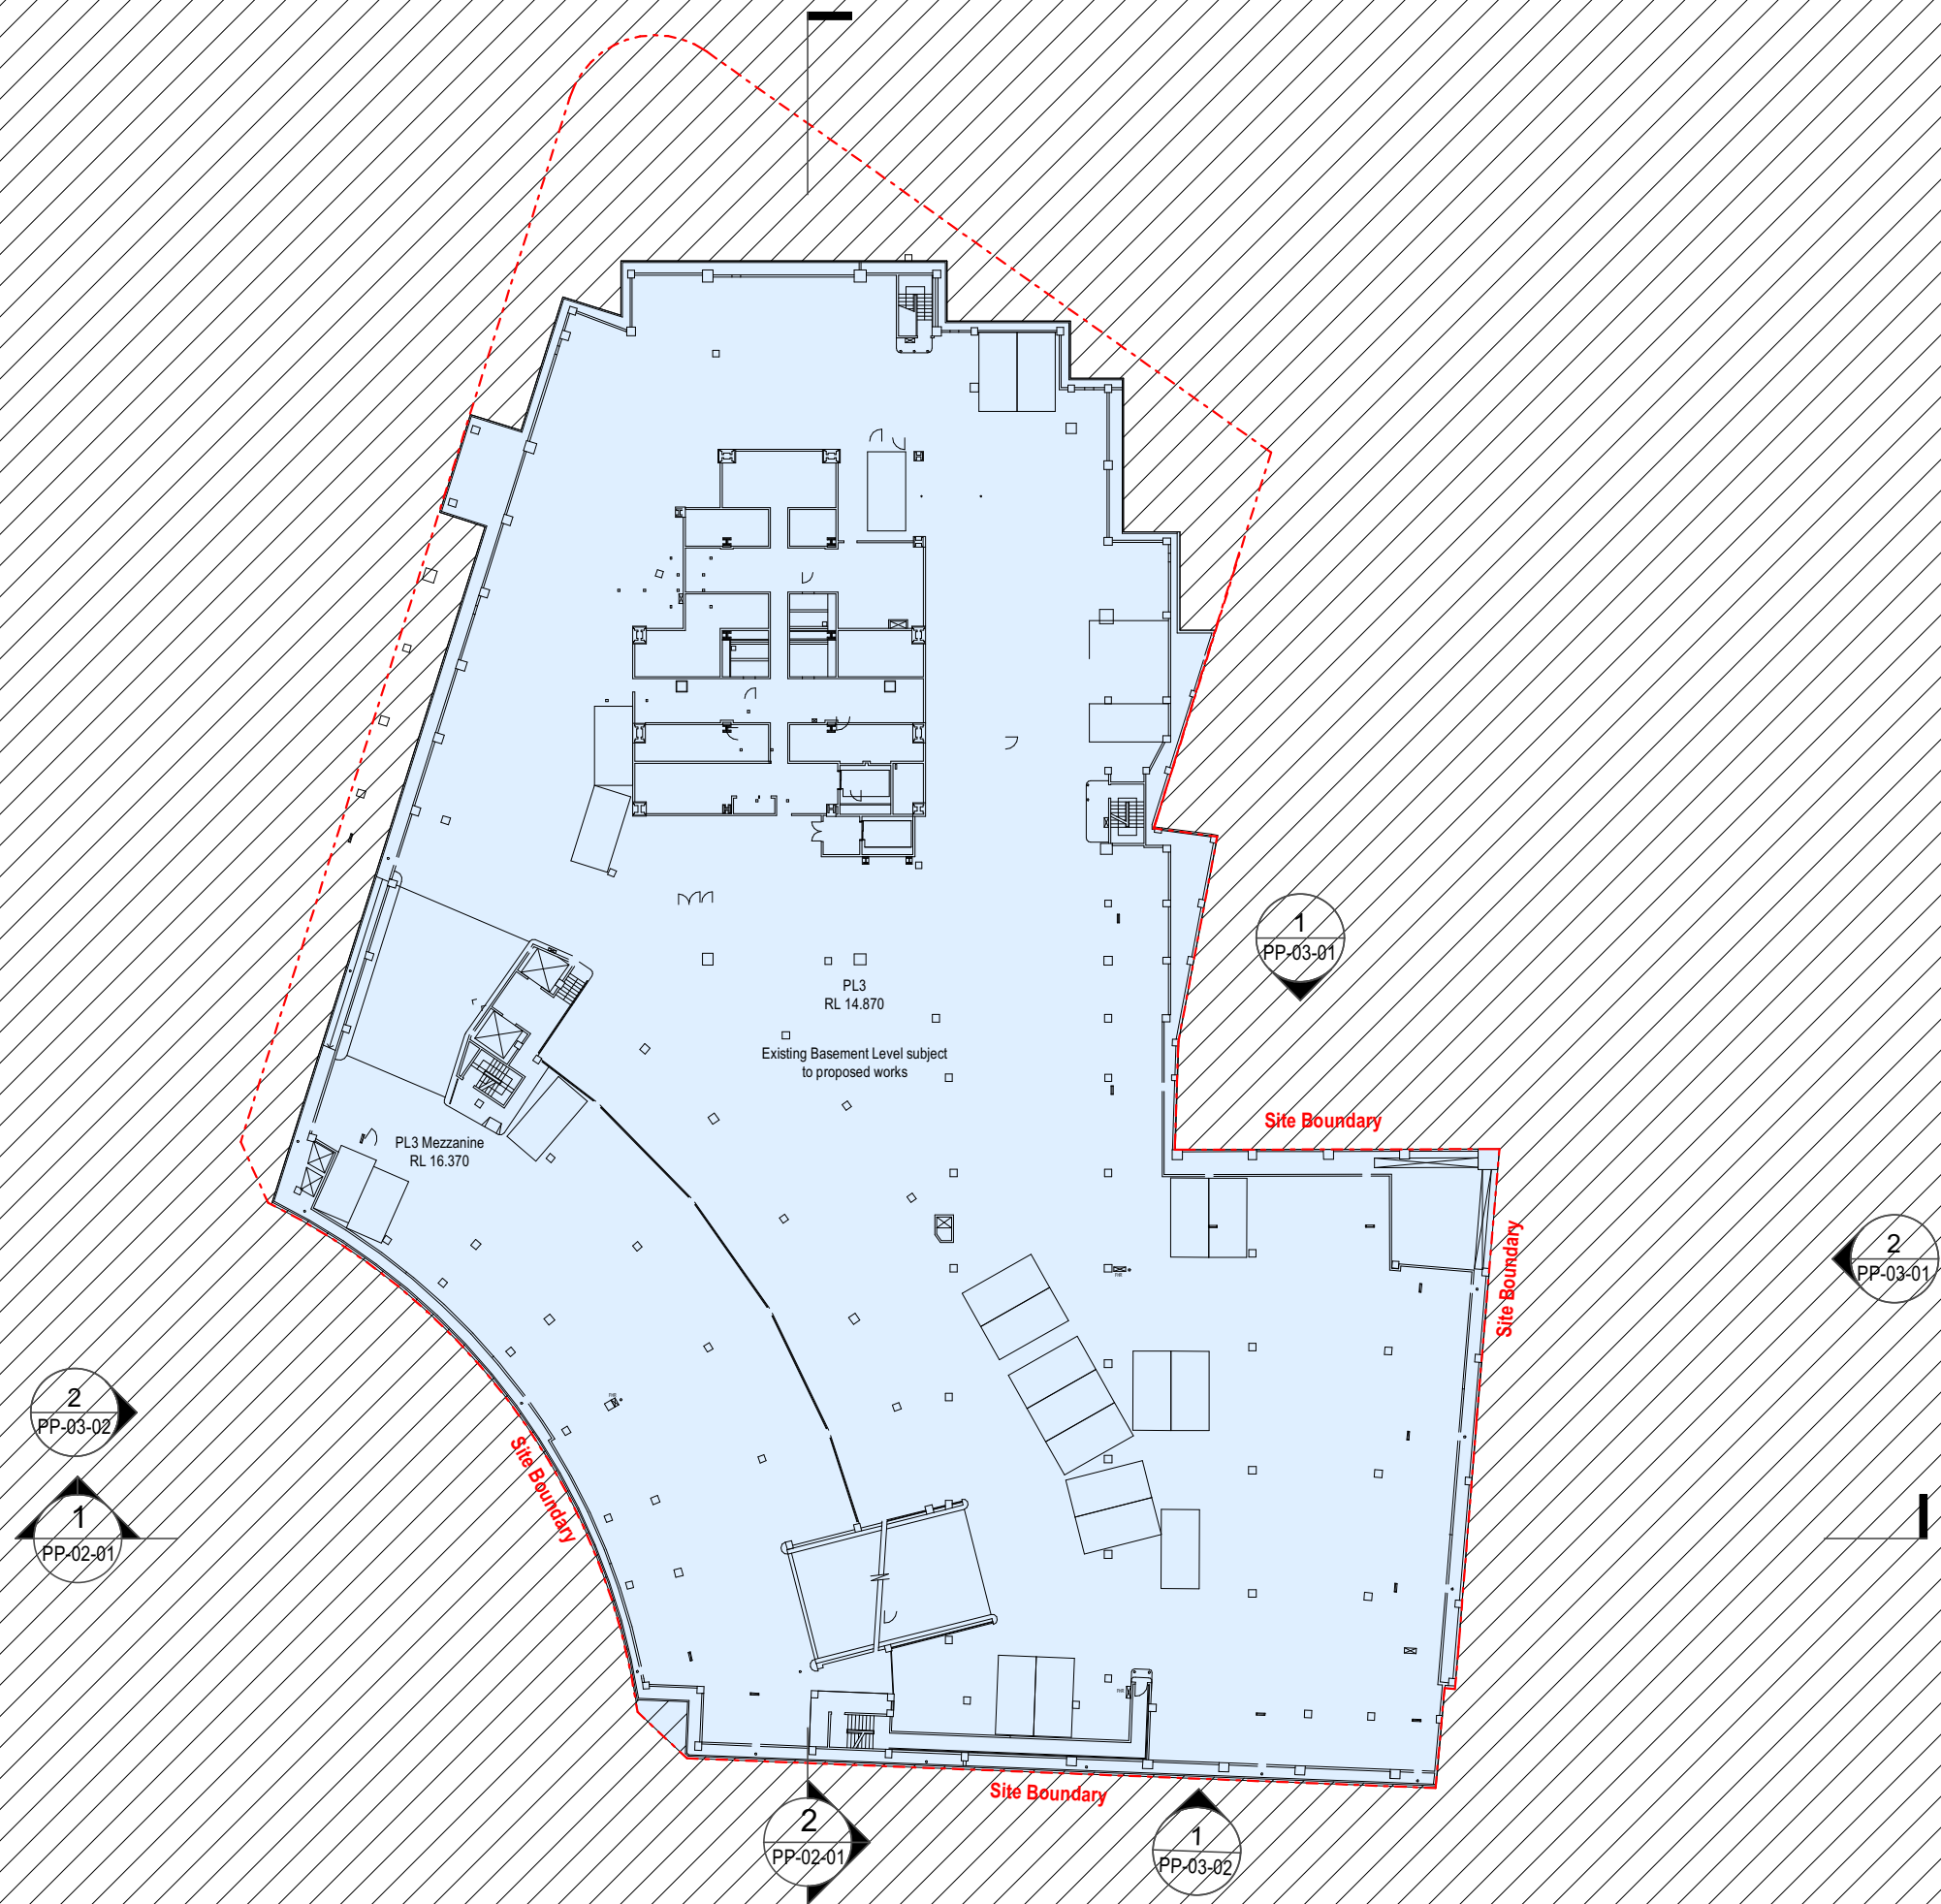 1
PP-03-01
PL3
RL 14.870
Existing Basement Level subject
to proposed works
Site Boundary
PL3 Mezzanine
RL 16.370
Site Boundary
2
PP-03-01
2
PP-03-02
Site Boundary
1
PP-02-01
Site Boundary
2
PP-02-01
1
PP-03-02